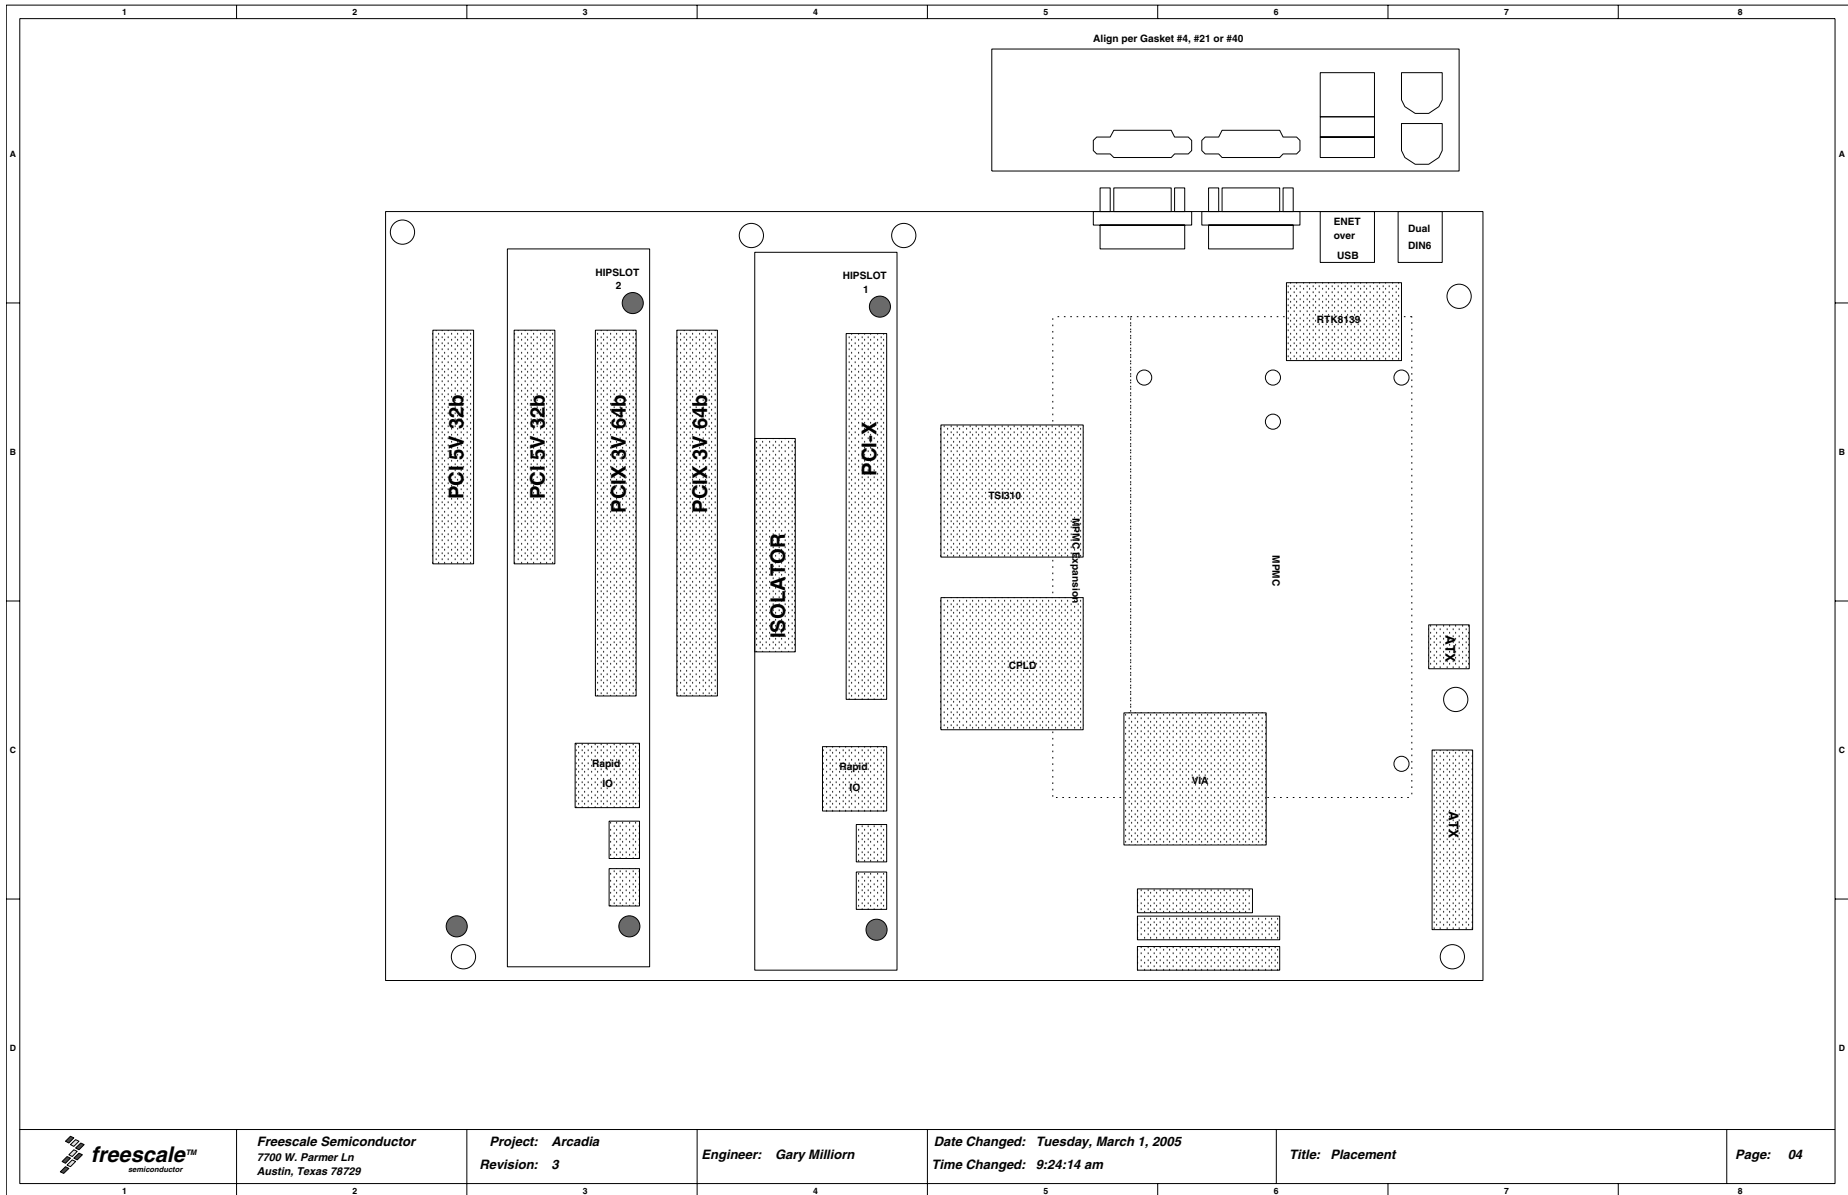 1 2 3 4 5 6 7 8
Align per Gasket #4, #21 or #40
A A
ENET
over
USB
Dual
DIN6
HIPSLOT
2
HIPSLOT
1
RTK8139
B B
PCI 5V 32b
PCI 5V 32b
PCIX 3V 64b
PCIX 3V 64b
ISOLATOR
PCI-X
TSI310
MPMC Expansion
MPMC
CPLD
ATX
C C
Rapid
IO
Rapid
IO
VIA
ATX
D D
freescale™
semiconductor
Freescale Semiconductor
7700 W. Parmer Ln
Austin, Texas 78729
Project: Arcadia
Revision: 3
Engineer: Gary Milliorn
Date Changed: Tuesday, March 1, 2005
Time Changed: 9:24:14 am
Title: Placement
Page: 04
1 2 3 4 5 6 7 8